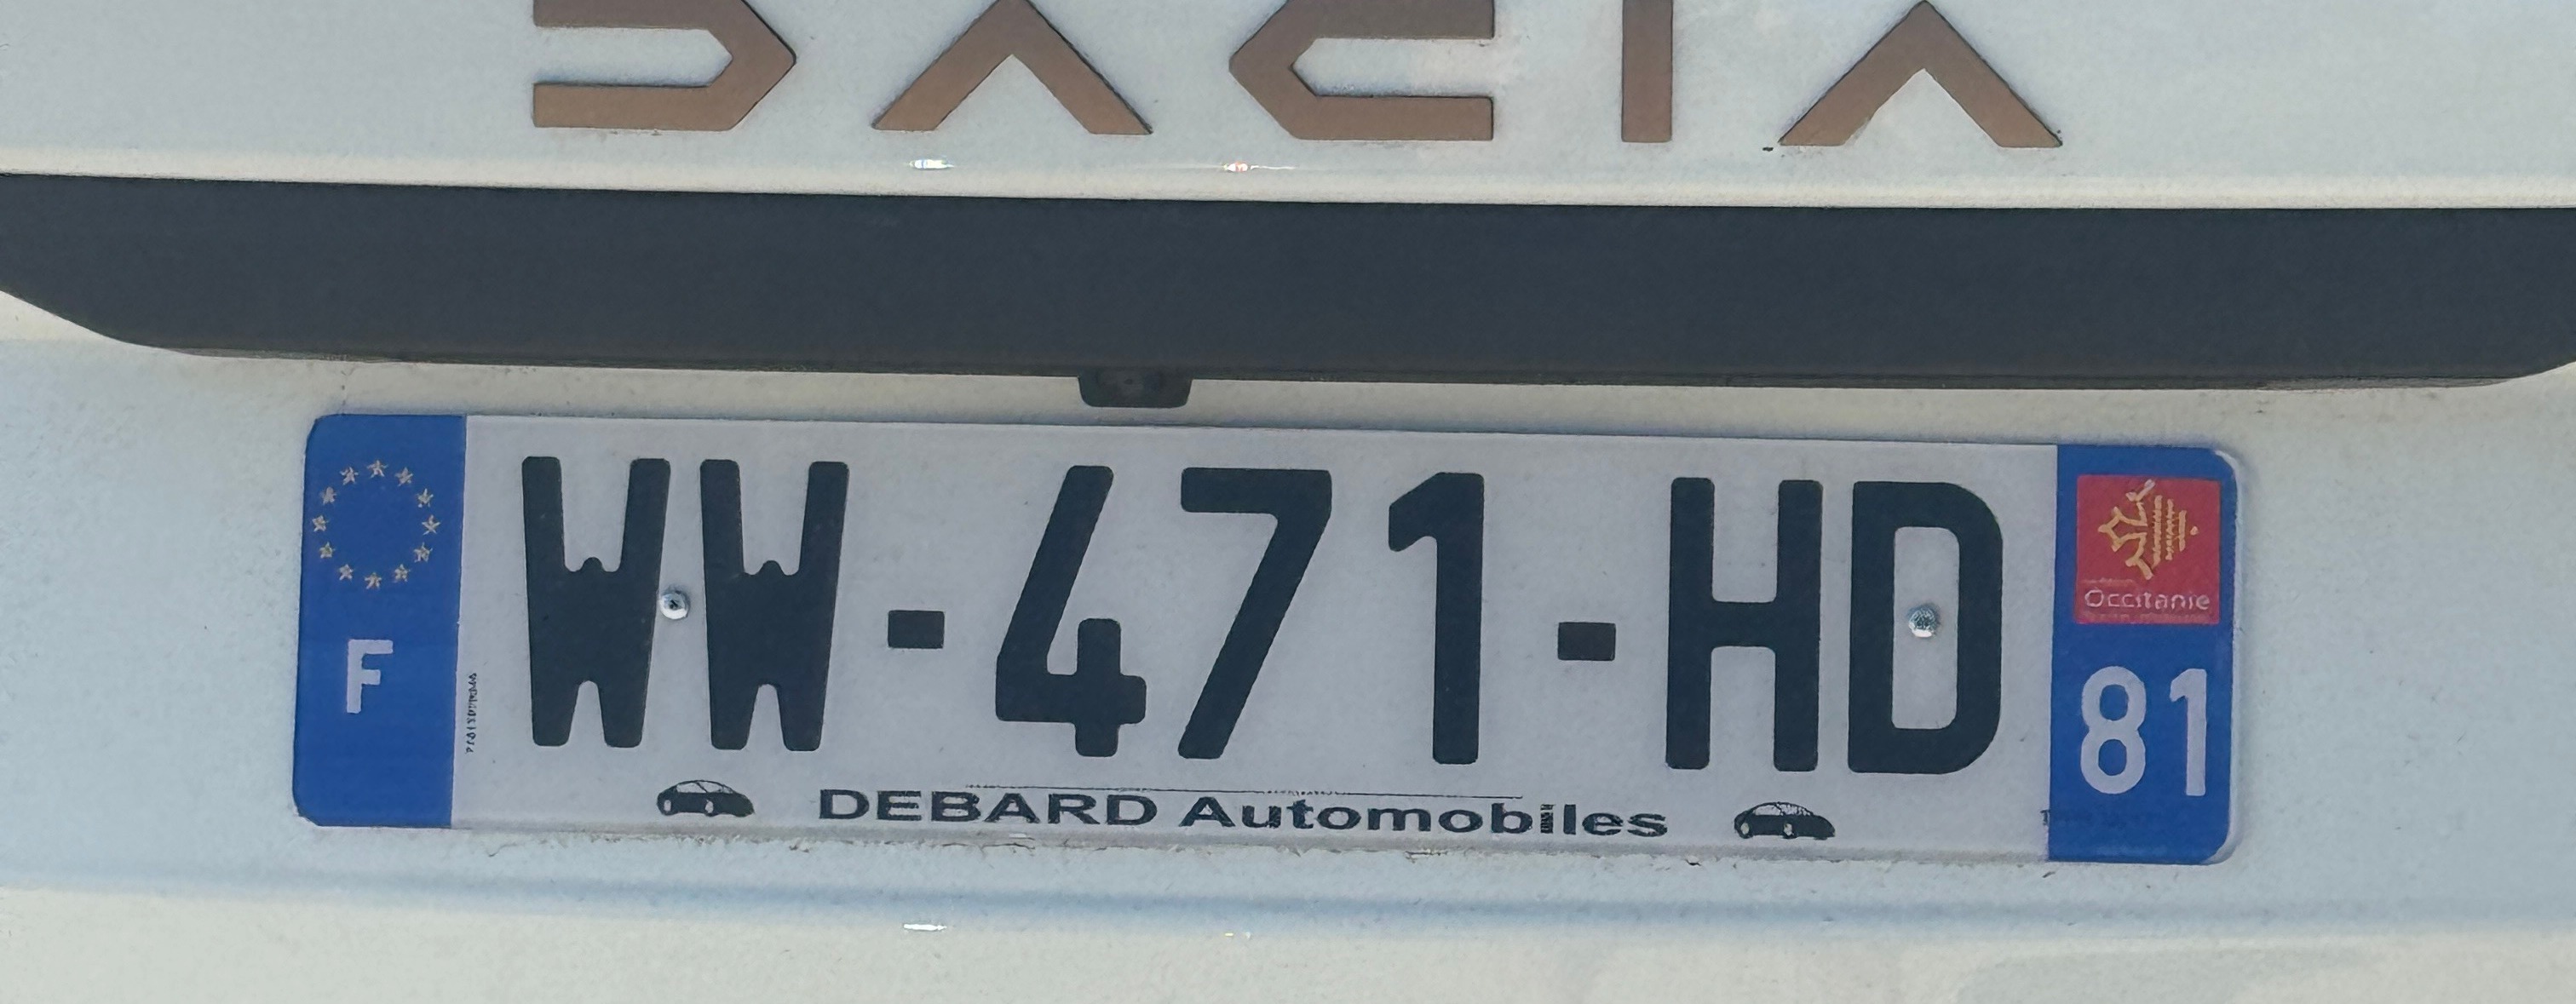 DACIA
F
WW-471-HD
Occitanie
81
DEBARD Automobiles